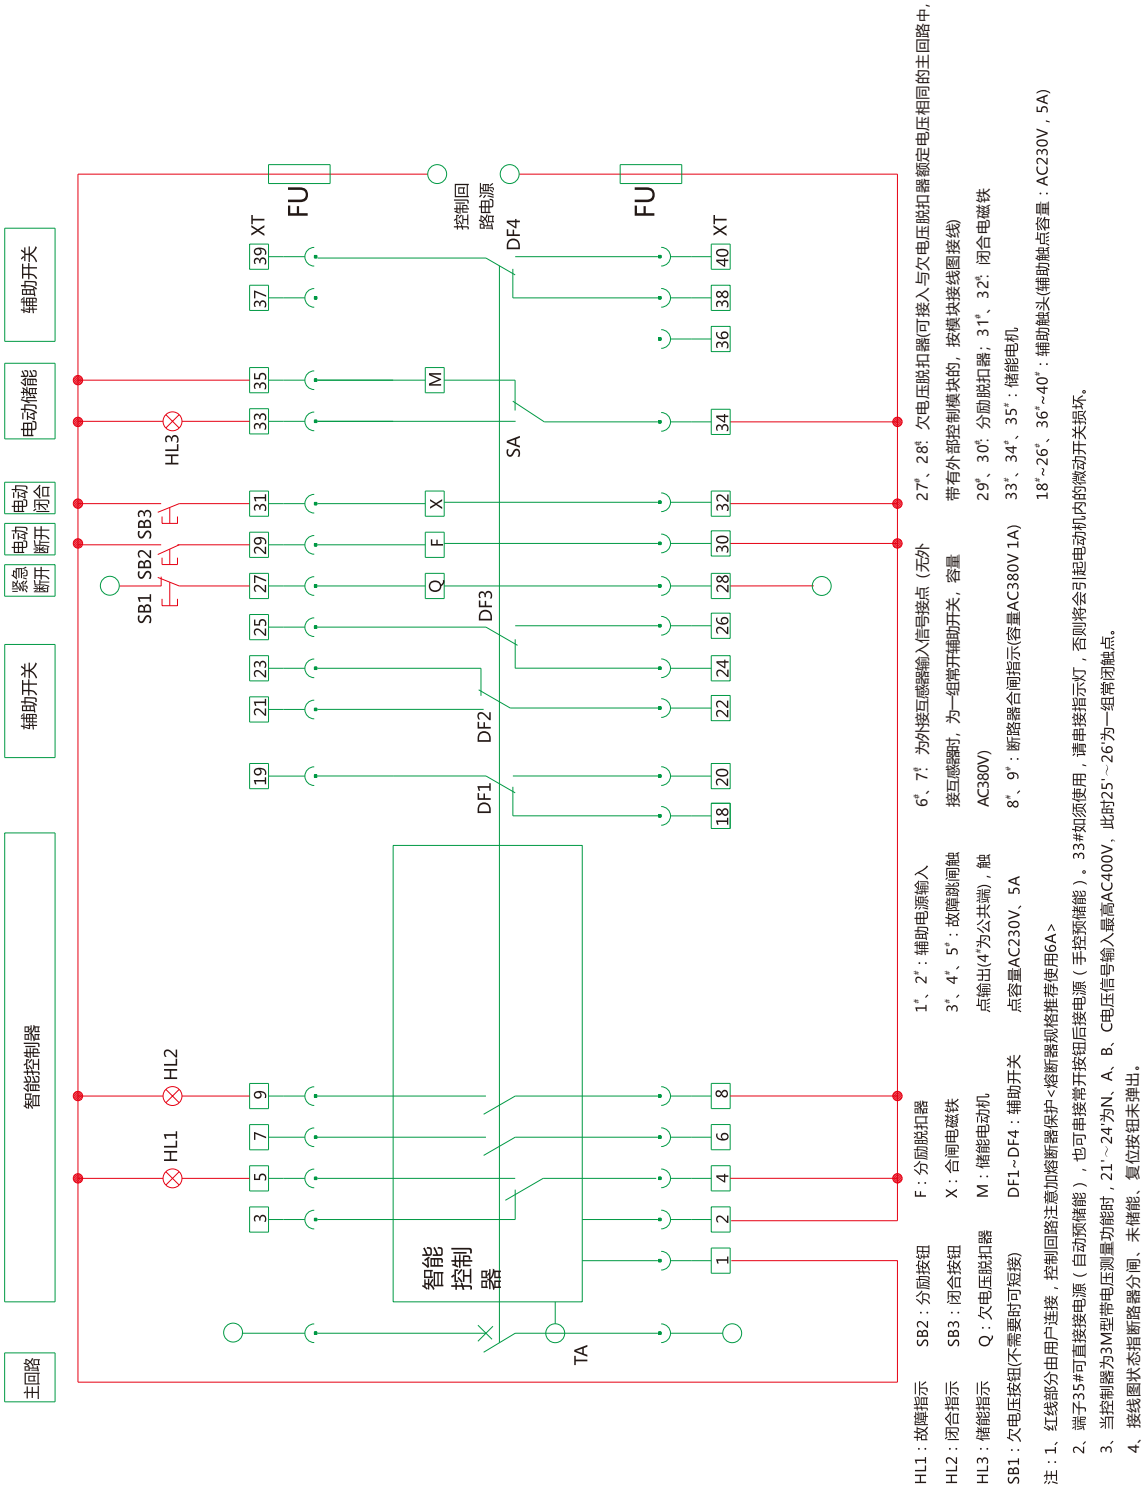 主回路
智能控制器
辅助开关
紧急
断开
电动
断开
电动
闭合
电动储能
辅助开关
HL1
HL2
SB1
SB2
SB3
HL3
3
5
7
9
19
21
23
25
27
29
31
33
35
37
39
XT
FU
智能
控制
器
TA
DF1
DF2
DF3
Q
F
X
M
SA
DF4
控制回
路电源
1
2
4
6
8
18
20
22
24
26
28
30
32
34
36
38
40
XT
FU
HL1：故障指示
HL2：闭合指示
HL3：储能指示
SB1：欠电压按钮(不需要时可短接)
SB2：分励按钮
SB3：闭合按钮
Q：欠电压脱扣器
F：分励脱扣器
X：合闸电磁铁
M：储能电动机
DF1~DF4：辅助开关
1#、2#：辅助电源输入
3#、4#、5#：故障跳闸触
点输出(4#为公共端)，触
点容量AC230V、5A
6#、7#：为外接互感器输入信号接点（无外
接互感器时，为一组常开辅助开关，容量
AC380V)
8#、9#：断路器合闸指示(容量AC380V 1A)
27#、28#：欠电压脱扣器(可接入与欠电压脱扣器额定电压相同的主回路中,
带有外部控制模块的，按模块接线图接线)
29#、30#：分励脱扣器；31#、32#：闭合电磁铁
33#、34#、35#：储能电机
18#~26#、36#~40#：辅助触头(辅助触点容量：AC230V，5A)
注：1、红线部分由用户连接，控制回路注意加熔断器保护<熔断器规格推荐使用6A>
2、端子35#可直接接电源（自动预储能），也可串接常开按钮后接电源（手控预储能）。33#如须使用，请串接指示灯，否则将会引起电动机内的微动开关损坏。
3、当控制器为3M型带电压测量功能时，21'~24'为N、A、B、C电压信号输入最高AC400V，此时25'~26'为一组常闭触点。
4、接线图状态指断路器分闸、未储能、复位按钮未弹出。